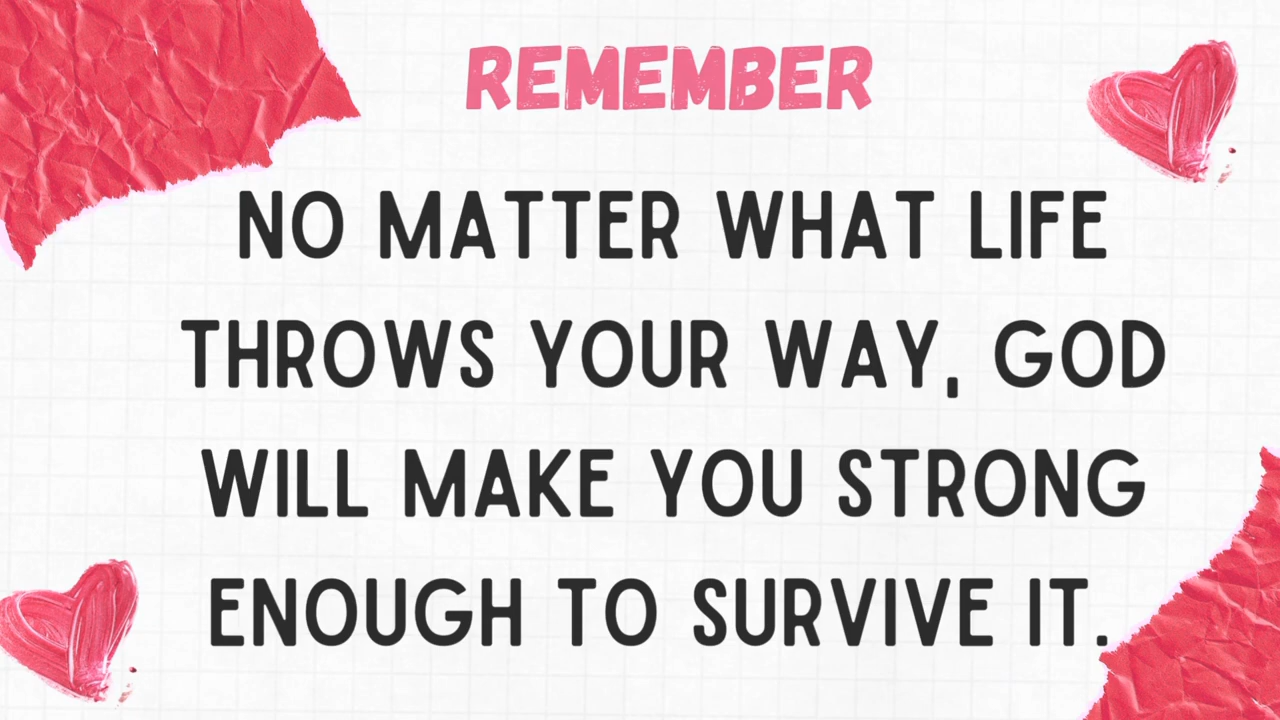 REMEMBER
NO MATTER WHAT LIFE
THROWS YOUR WAY, GOD
WILL MAKE YOU STRONG
ENOUGH TO SURVIVE IT.